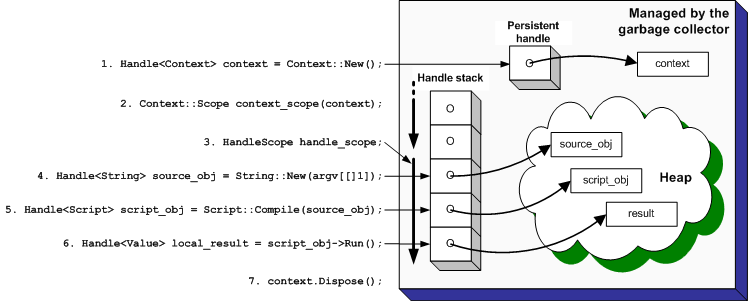 Managed by the
garbage collector
Persistent
handle
1. Handle<Context> context = Context::New();
context
Handle stack
2. Context::Scope context_scope(context);
3. HandleScope handle_scope;
source_obj
4. Handle<String> source_obj = String::New(argv[[]1]);
script_obj
Heap
5. Handle<Script> script_obj = Script::Compile(source_obj);
result
6. Handle<Value> local_result = script_obj->Run();
7. context.Dispose();